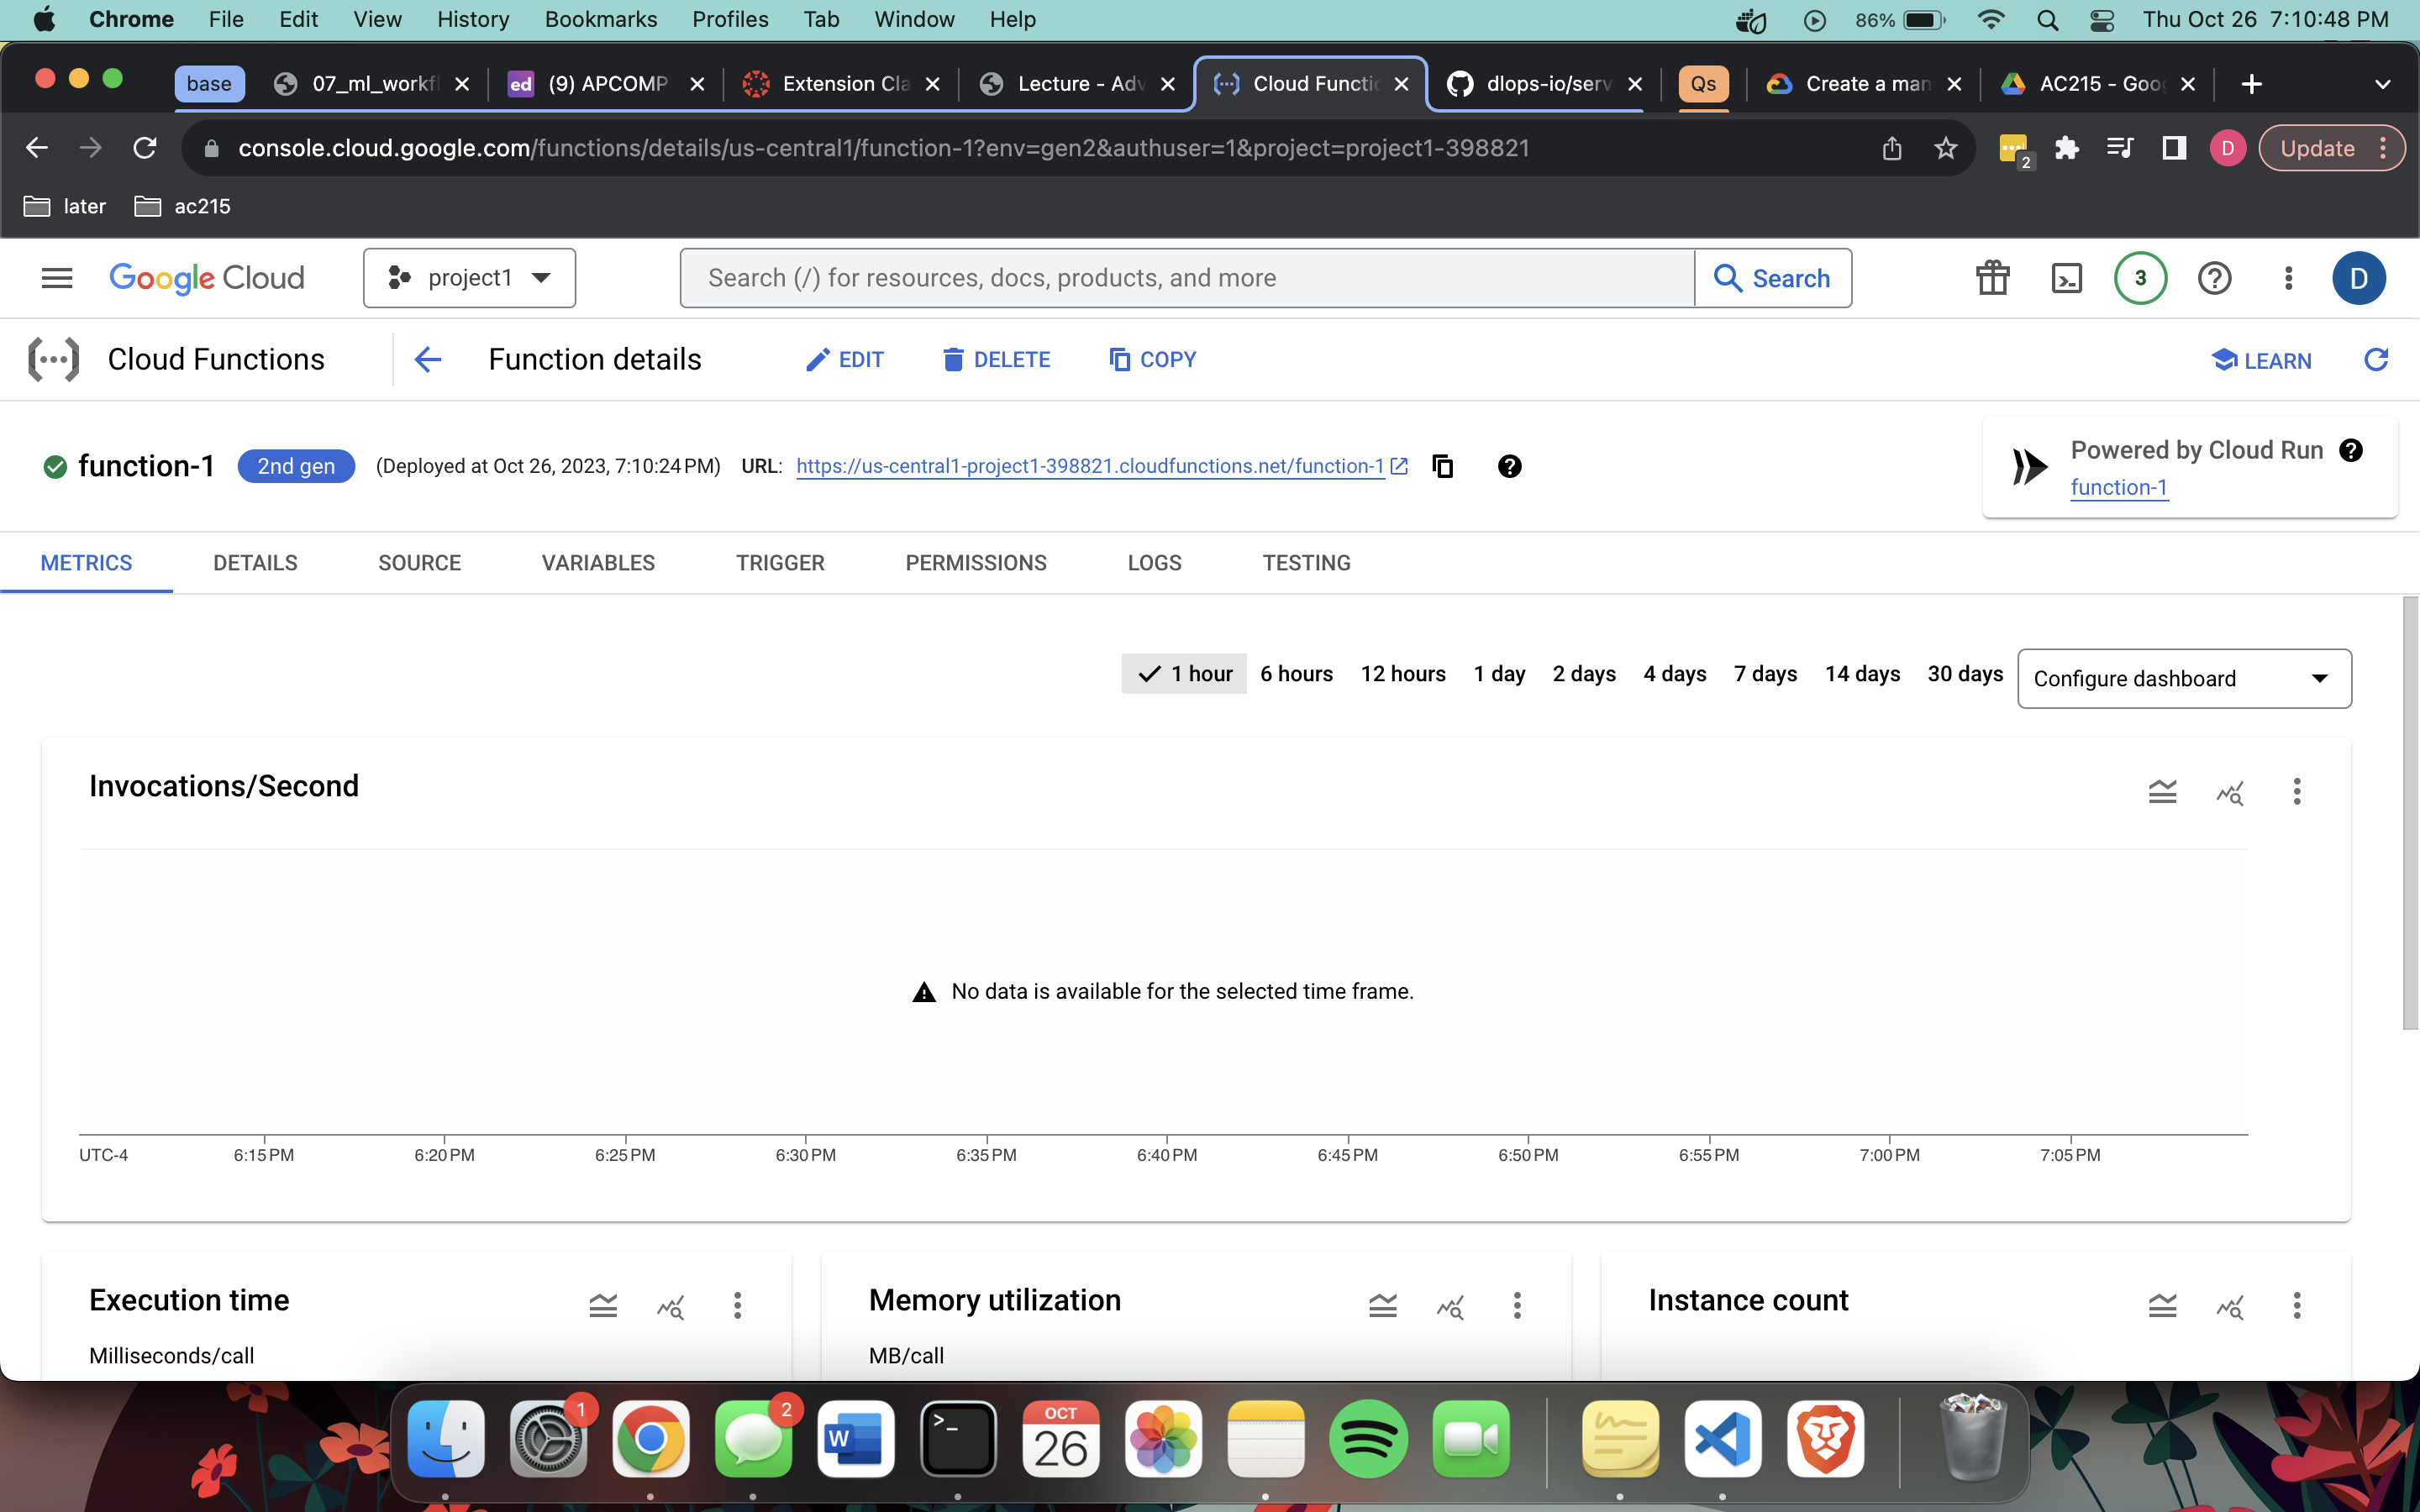 Chrome File Edit View History Bookmarks Profiles Tab Window Help 86% Thu Oct 26 7:10:48 PM
base 07_ml_workfl ed (9) APCOMP Extension Cla Lecture - Adv Cloud Functi dlops-io/serv Qs Create a man AC215 - Goo
console.cloud.google.com/functions/details/us-central1/function-1?env=gen2&authuser=1&project=project1-398821 2 D Update
later ac215
Google Cloud project1 Search (/) for resources, docs, products, and more Search 3 D
Cloud Functions Function details EDIT DELETE COPY LEARN
function-1 2nd gen (Deployed at Oct 26, 2023, 7:10:24 PM) URL: https://us-central1-project1-398821.cloudfunctions.net/function-1
Powered by Cloud Run
function-1
METRICS DETAILS SOURCE VARIABLES TRIGGER PERMISSIONS LOGS TESTING
1 hour 6 hours 12 hours 1 day 2 days 4 days 7 days 14 days 30 days Configure dashboard
Invocations/Second
No data is available for the selected time frame.
UTC-4 6:15 PM 6:20 PM 6:25 PM 6:30 PM 6:35 PM 6:40 PM 6:45 PM 6:50 PM 6:55 PM 7:00 PM 7:05 PM
Execution time Memory utilization Instance count
Milliseconds/call MB/call
1 2 W >_ OCT
26